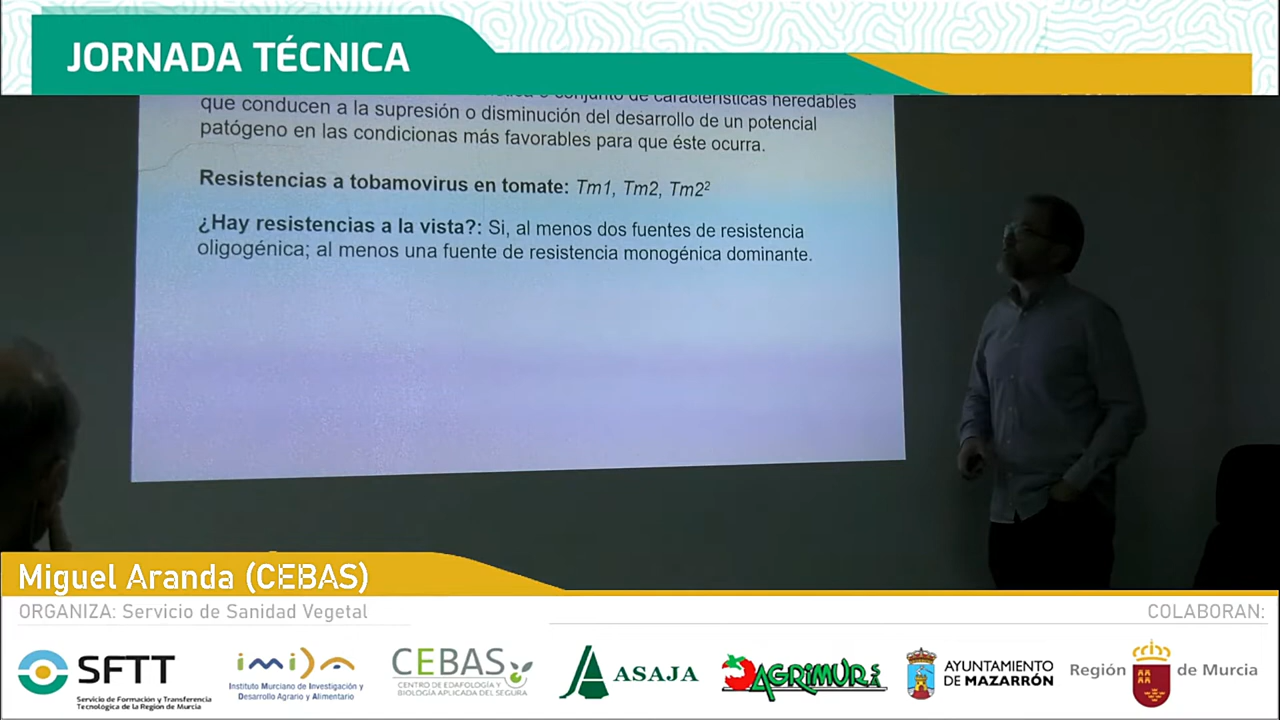 JORNADA TÉCNICA
conjunto de características heredables
que conducen a la supresión o disminución del desarrollo de un potencial
patógeno en las condicionas más favorables para que éste ocurra.
Resistencias a tobamovirus en tomate: Tm1, Tm2, Tm2²
¿Hay resistencias a la vista?: Si, al menos dos fuentes de resistencia
oligogénica; al menos una fuente de resistencia monogénica dominante.
Miguel Aranda (CEBAS)
ORGANIZA: Servicio de Sanidad Vegetal
COLABORAN:
SFTT
Servicio de Formación y Transferencia
Tecnológica de la Región de Murcia
imida
Instituto Murciano de Investigación y
Desarrollo Agrario y Alimentario
CEBAS
CENTRO DE EDAFOLOGÍA Y
BIOLOGÍA APLICADA DEL SEGURA
ASAJA
AGRIMUR
AYUNTAMIENTO
DE MAZARRÓN
Región de Murcia